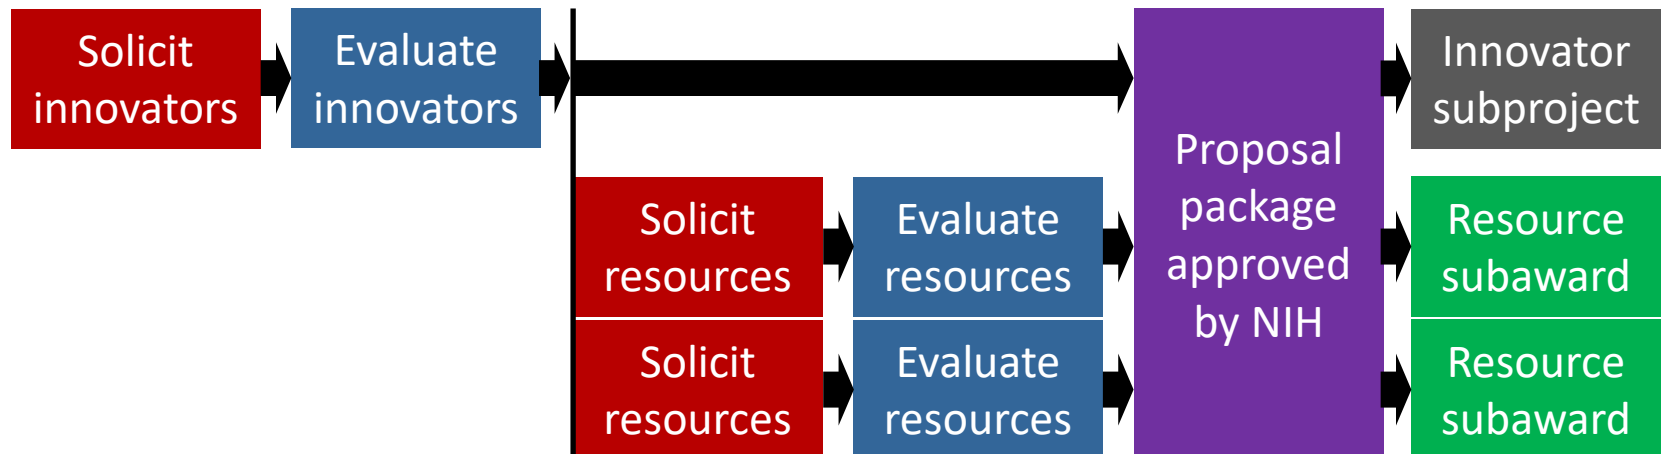 Solicit
innovators
Evaluate
innovators
Innovator
subproject
Proposal
package
approved
by NIH
Solicit
resources
Evaluate
resources
Resource
subaward
Solicit
resources
Evaluate
resources
Resource
subaward